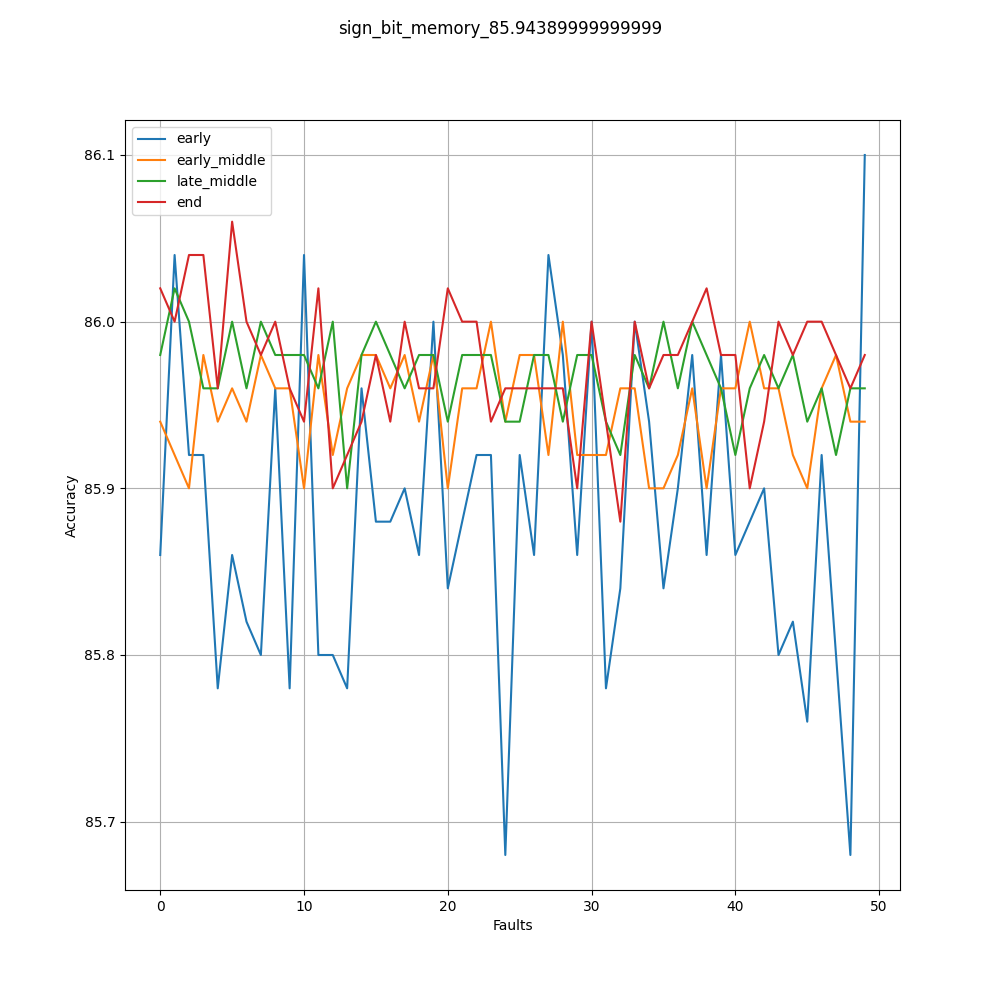 sign_bit_memory_85.94389999999999
early
early_middle
late_middle
end
86.1
86.0
85.9
85.8
85.7
Accuracy
0 10 20 30 40 50
Faults